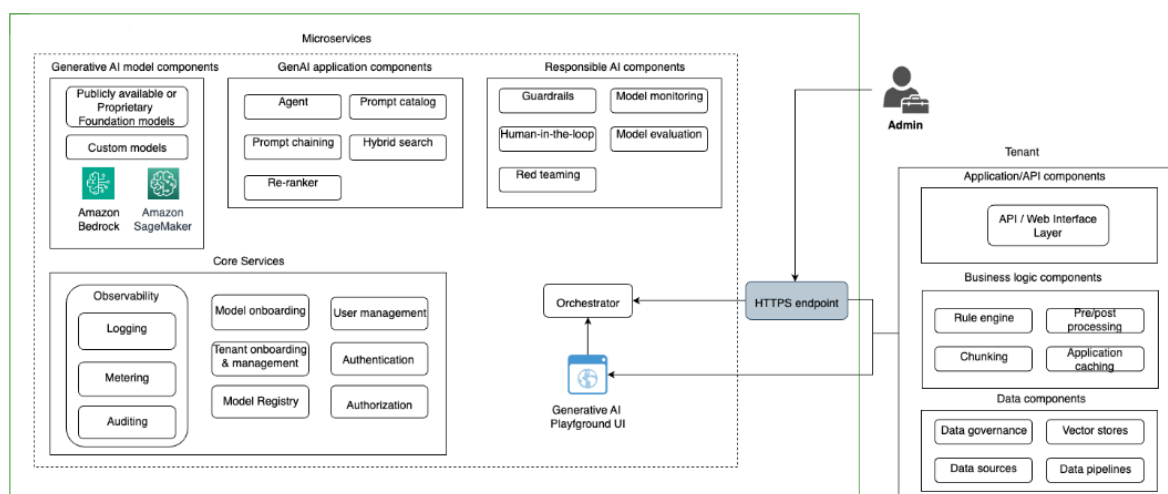 Microservices
Generative AI model components
Publicly available or
Proprietary
Foundation models
Custom models
Amazon
Bedrock
Amazon
SageMaker
GenAI application components
Agent
Prompt catalog
Prompt chaining
Hybrid search
Re-ranker
Responsible AI components
Guardrails
Model monitoring
Human-in-the-loop
Model evaluation
Red teaming
Core Services
Observability
Logging
Metering
Auditing
Model onboarding
User management
Tenant onboarding
& management
Authentication
Model Registry
Authorization
Orchestrator
Generative AI
Playground UI
HTTPS endpoint
Admin
Tenant
Application/API components
API / Web Interface
Layer
Business logic components
Rule engine
Pre/post
processing
Chunking
Application
caching
Data components
Data governance
Vector stores
Data sources
Data pipelines